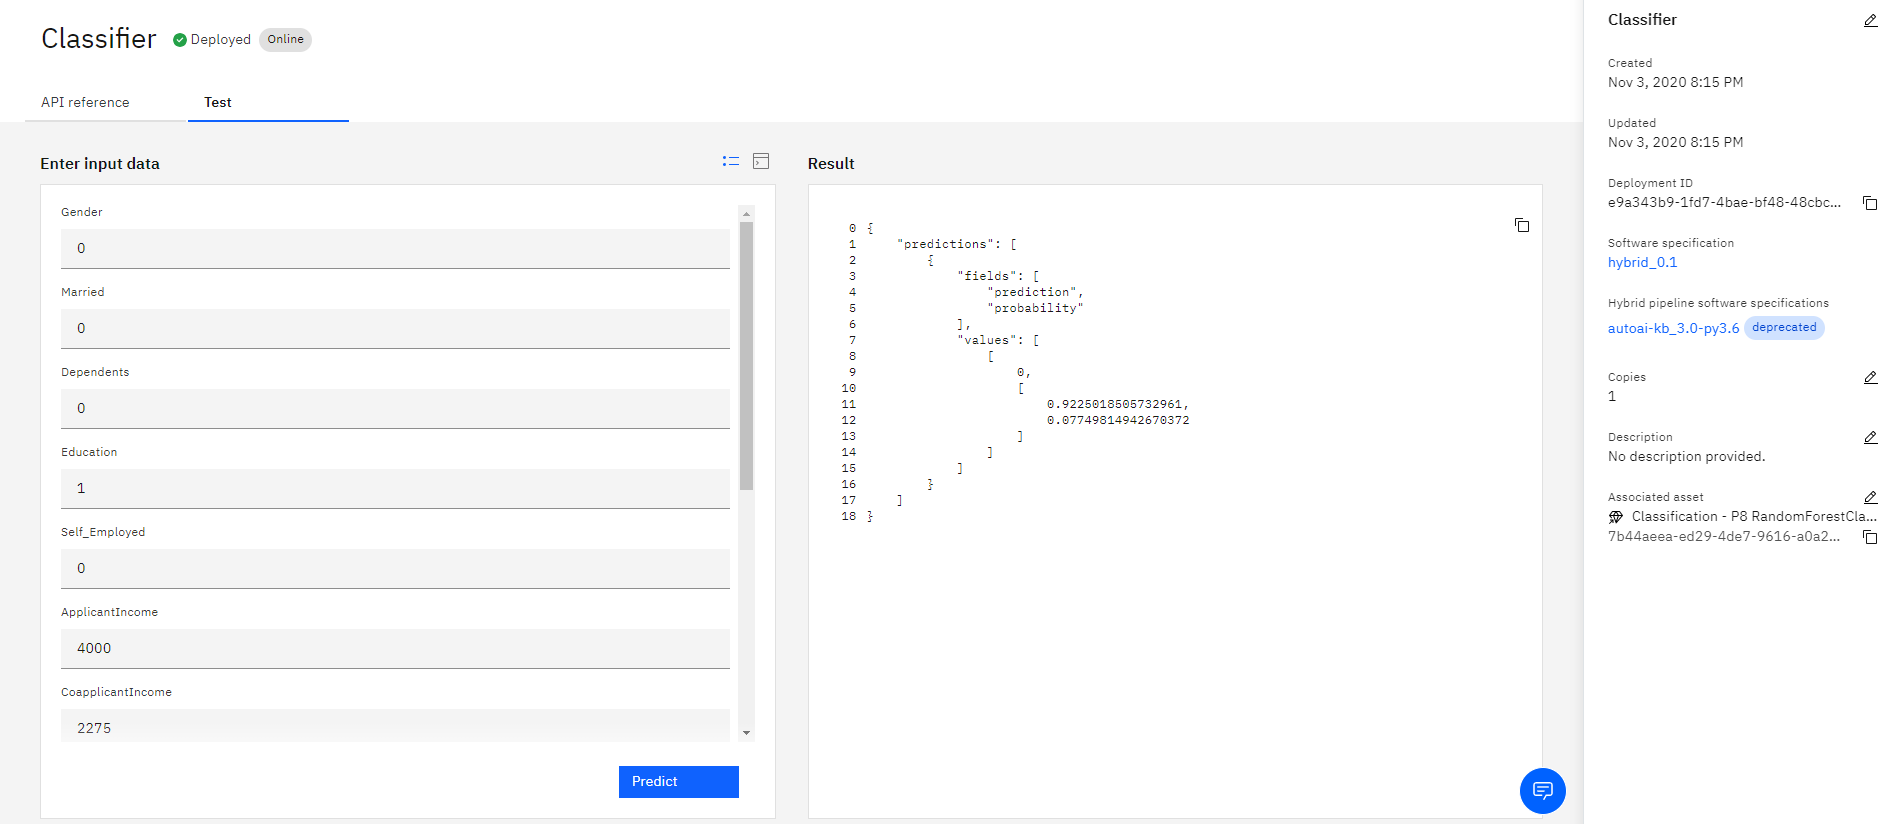 Classifier
Deployed
Online
API reference
Test
Enter input data
Gender
0
Married
0
Dependents
0
Education
1
Self_Employed
0
ApplicantIncome
4000
CoapplicantIncome
2275
Predict
Result
0 {
1 "predictions": [
2 {
3 "fields": [
4 "prediction",
5 "probability"
6 ],
7 "values": [
8 [
9 0,
10 [
11 0.9225018505732961,
12 0.07749814942670372
13 ]
14 ]
15 ]
16 }
17 ]
18 }
Classifier
Created
Nov 3, 2020 8:15 PM
Updated
Nov 3, 2020 8:15 PM
Deployment ID
e9a343b9-1fd7-4bae-bf48-48cbc...
Software specification
hybrid_0.1
Hybrid pipeline software specifications
autoai-kb_3.0-py3.6 deprecated
Copies
1
Description
No description provided.
Associated asset
Classification - P8 RandomForestCla...
7b44aeea-ed29-4de7-9616-a0a2...